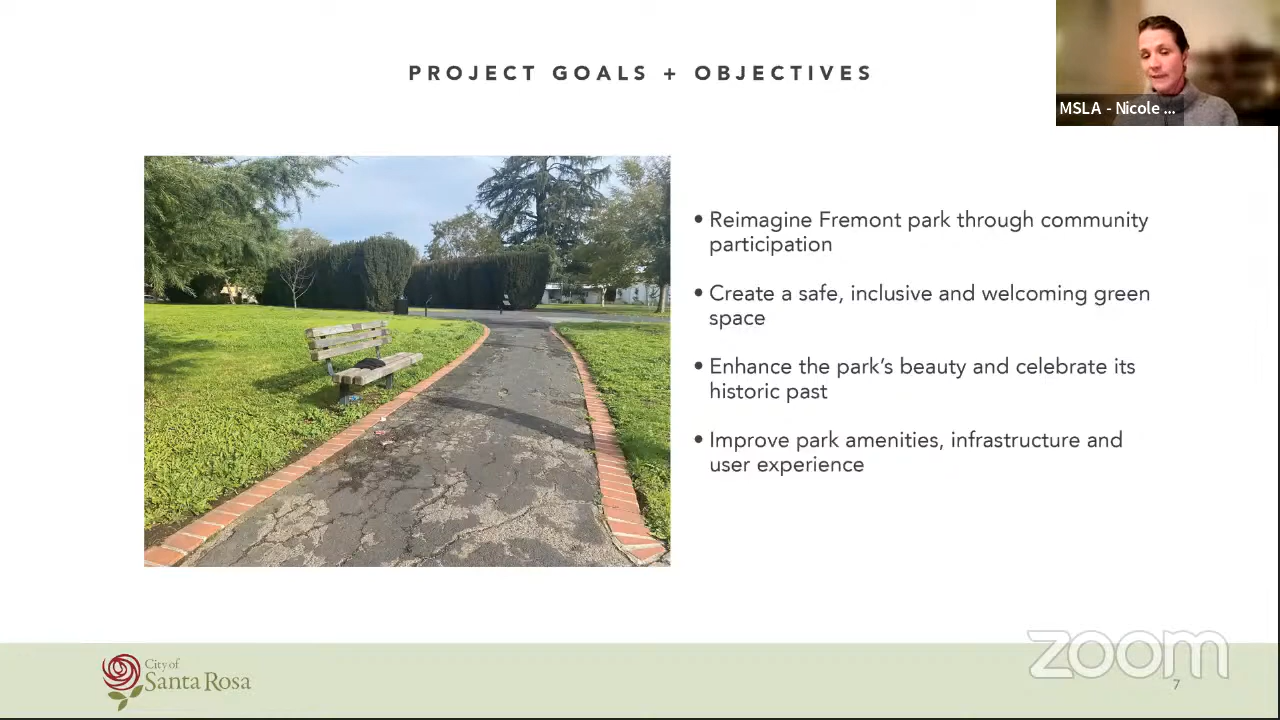 PROJECT GOALS + OBJECTIVES
MSLA - Nicole ...
• Reimagine Fremont park through community
participation
• Create a safe, inclusive and welcoming green
space
• Enhance the park's beauty and celebrate its
historic past
• Improve park amenities, infrastructure and
user experience
City of
Santa Rosa
zoom
7